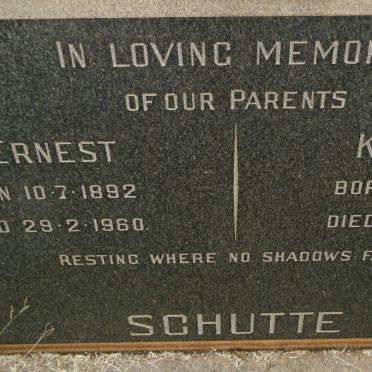 IN LOVING MEMOR
OF OUR PARENTS
ERNEST K
N 10·7·1892 BOR
D 29·2·1960. DIED
RESTING WHERE NO SHADOWS F
SCHUTTE